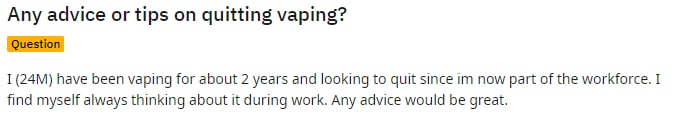 Any advice or tips on quitting vaping?
Question
I (24M) have been vaping for about 2 years and looking to quit since im now part of the workforce. I
find myself always thinking about it during work. Any advice would be great.